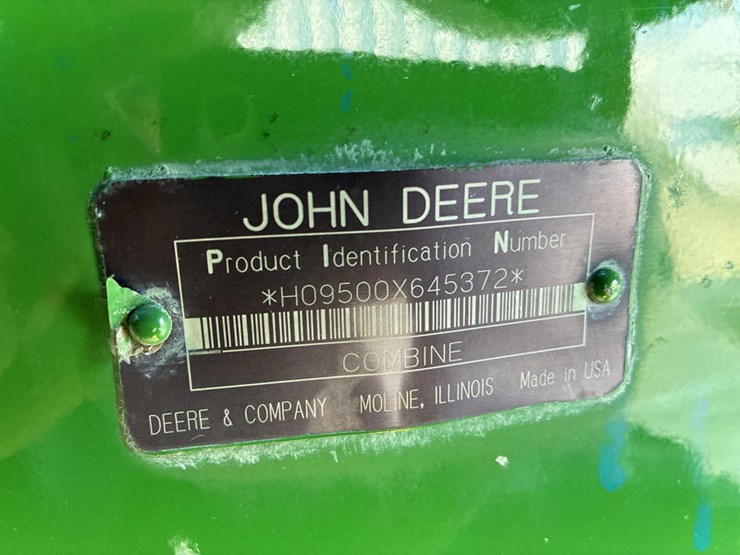 JOHN DEERE
Product Identification Number
*H09500X645372*
COMBINE
DEERE & COMPANY MOLINE, ILLINOIS Made in USA